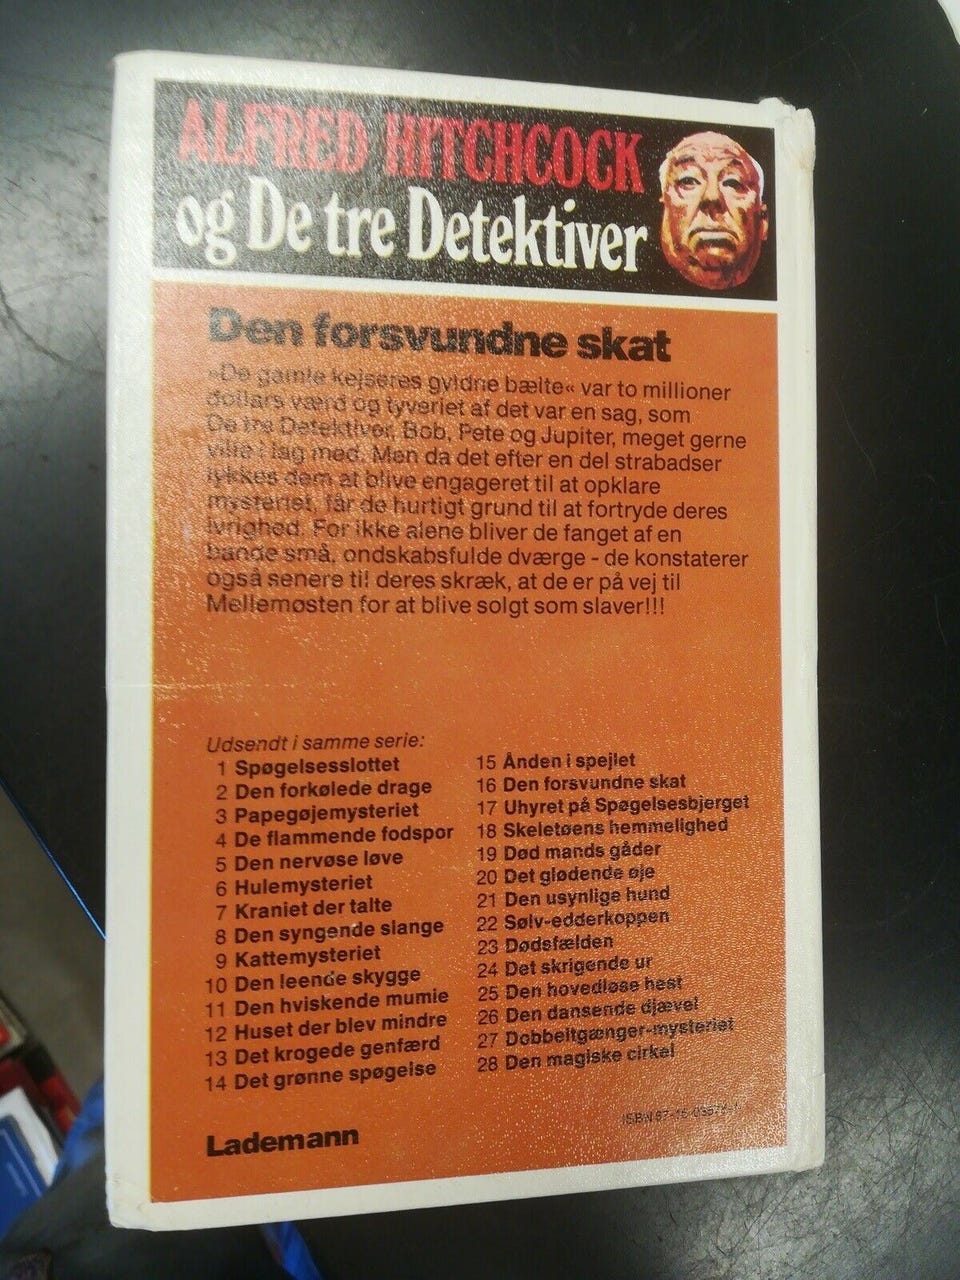 ALFRED HITCHCOCK
og De tre Detektiver
Den forsvundne skat
»De gamle kejseres gyldne bælte« var to millioner
dollars værd og tyveriet af det var en sag, som
De tre Detektiver, Bob, Pete og Jupiter, meget gerne
ville i lag med. Men da det efter en del strabadser
lykkes dem at blive engageret til at opklare
mysteriet, får de hurtigt grund til at fortryde deres
ivrighed. For ikke alene bliver de fanget af en
bande små, ondskabsfulde dværge - de konstaterer
også senere til deres skræk, at de er på vej til
Mellemøsten for at blive solgt som slaver!!!
Udsendt i samme serie:
1 Spøgelsesslottet
2 Den forkølede drage
3 Papegøjemysteriet
4 De flammende fodspor
5 Den nervøse løve
6 Hulemysteriet
7 Kraniet der talte
8 Den syngende slange
9 Kattemysteriet
10 Den leende skygge
11 Den hviskende mumie
12 Huset der blev mindre
13 Det krogede genfærd
14 Det grønne spøgelse
15 Ånden i spejlet
16 Den forsvundne skat
17 Uhyret på Spøgelsesbjerget
18 Skeletøens hemmelighed
19 Død mands gåder
20 Det glødende øje
21 Den usynlige hund
22 Sølv-edderkoppen
23 Dødsfælden
24 Det skrigende ur
25 Den hovedløse hest
26 Den dansende djævel
27 Dobbeltgænger-mysteriet
28 Den magiske cirkel
ISBN
Lademann